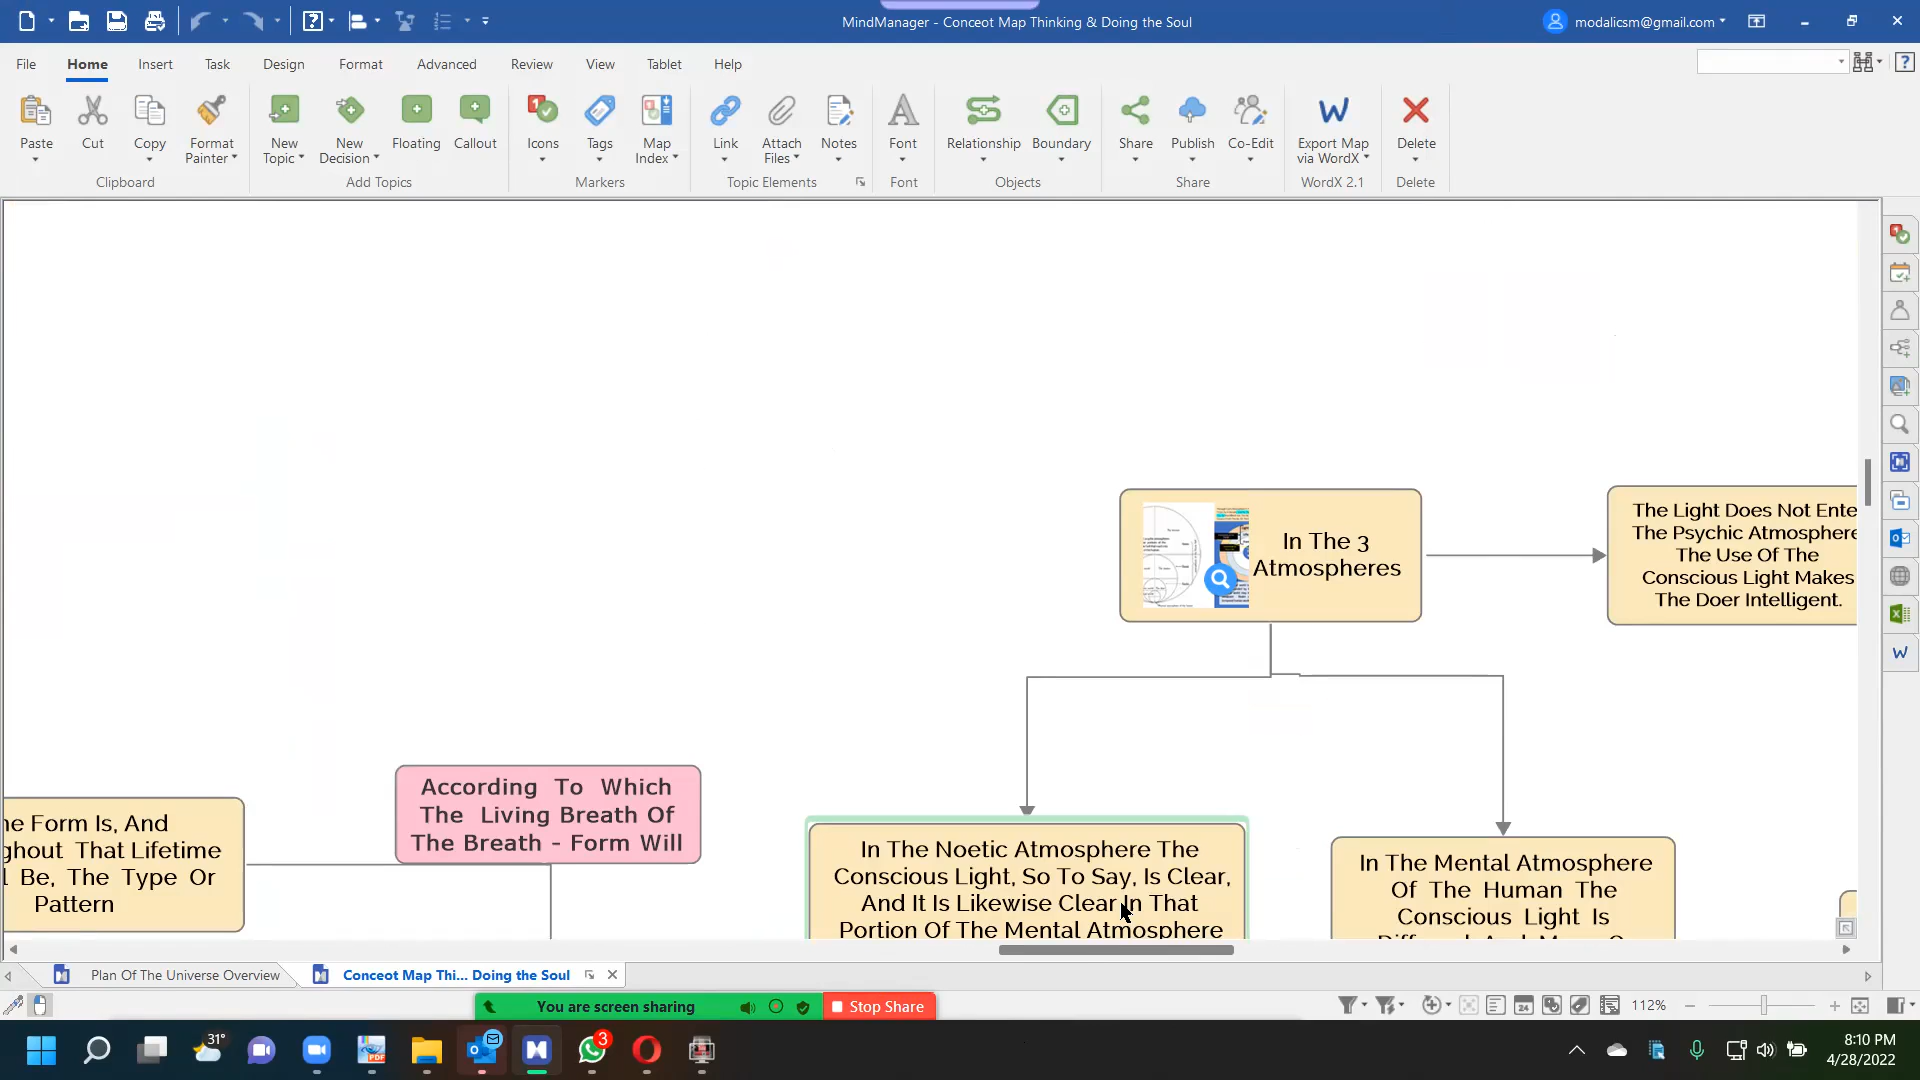 MindManager - Conceot Map Thinking & Doing the Soul
modalicsm@gmail.com
File Home Insert Task Design Format Advanced Review View Tablet Help
Paste Cut Copy Format Painter New Topic New Decision Floating Callout Icons Tags Map Index Link Attach Files Notes Font Relationship Boundary Share Publish Co-Edit Export Map via WordX Delete
Clipboard Add Topics Markers Topic Elements Font Objects Share WordX 2.1 Delete
In The 3
Atmospheres
The Light Does Not Ente
The Psychic Atmosphere
The Use Of The
Conscious Light Makes
The Doer Intelligent.
According To Which
The Living Breath Of
The Breath - Form Will
ne Form Is, And
ghout That Lifetime
l Be, The Type Or
Pattern
In The Noetic Atmosphere The
Conscious Light, So To Say, Is Clear,
And It Is Likewise Clear In That
Portion Of The Mental Atmosphere
In The Mental Atmosphere
Of The Human The
Conscious Light Is
Plan Of The Universe Overview
Conceot Map Thi... Doing the Soul
You are screen sharing
Stop Share
112%
31°
3
8:10 PM
4/28/2022